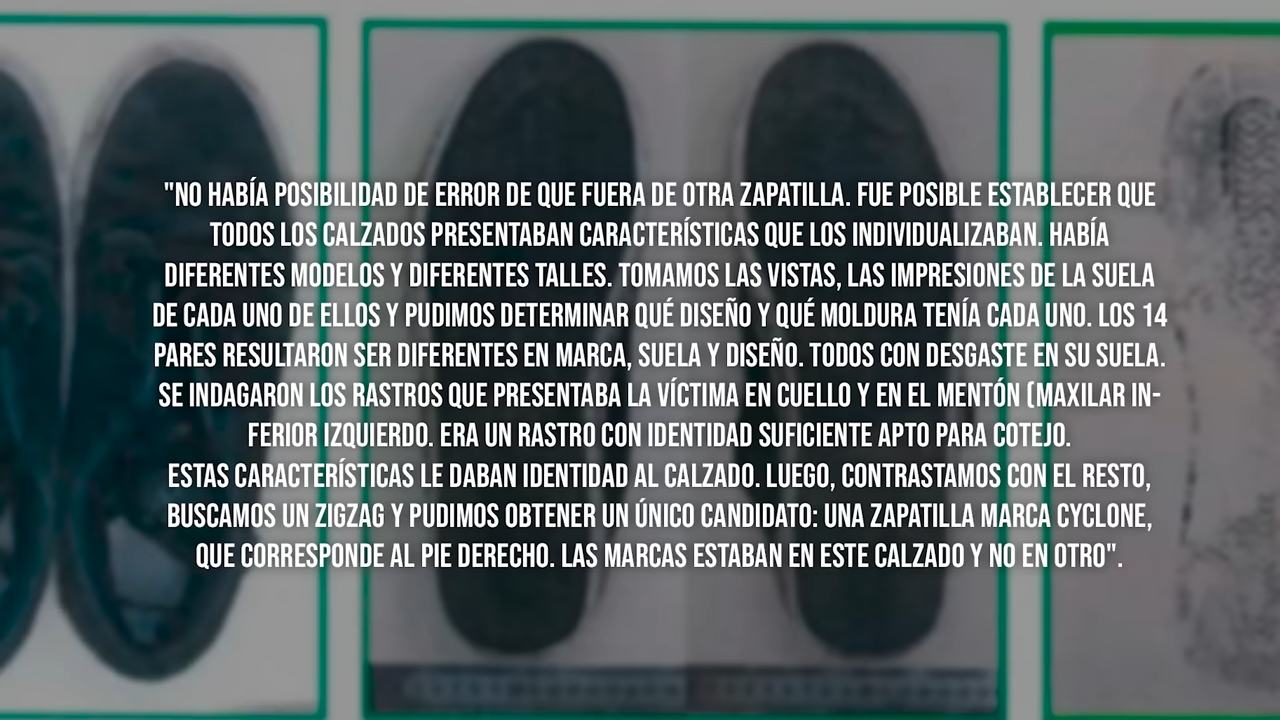 "NO HABÍA POSIBILIDAD DE ERROR DE QUE FUERA DE OTRA ZAPATILLA. FUE POSIBLE ESTABLECER QUE
TODOS LOS CALZADOS PRESENTABAN CARACTERÍSTICAS QUE LOS INDIVIDUALIZABAN. HABÍA
DIFERENTES MODELOS Y DIFERENTES TALLES. TOMAMOS LAS VISTAS, LAS IMPRESIONES DE LA SUELA
DE CADA UNO DE ELLOS Y PUDIMOS DETERMINAR QUÉ DISEÑO Y QUÉ MOLDURA TENÍA CADA UNO. LOS 14
PARES RESULTARON SER DIFERENTES EN MARCA, SUELA Y DISEÑO. TODOS CON DESGASTE EN SU SUELA.
SE INDAGARON LOS RASTROS QUE PRESENTABA LA VÍCTIMA EN CUELLO Y EN EL MENTÓN (MAXILAR IN-
FERIOR IZQUIERDO. ERA UN RASTRO CON IDENTIDAD SUFICIENTE APTO PARA COTEJO.
ESTAS CARACTERÍSTICAS LE DABAN IDENTIDAD AL CALZADO. LUEGO, CONTRASTAMOS CON EL RESTO,
BUSCAMOS UN ZIGZAG Y PUDIMOS OBTENER UN ÚNICO CANDIDATO: UNA ZAPATILLA MARCA CYCLONE,
QUE CORRESPONDE AL PIE DERECHO. LAS MARCAS ESTABAN EN ESTE CALZADO Y NO EN OTRO".